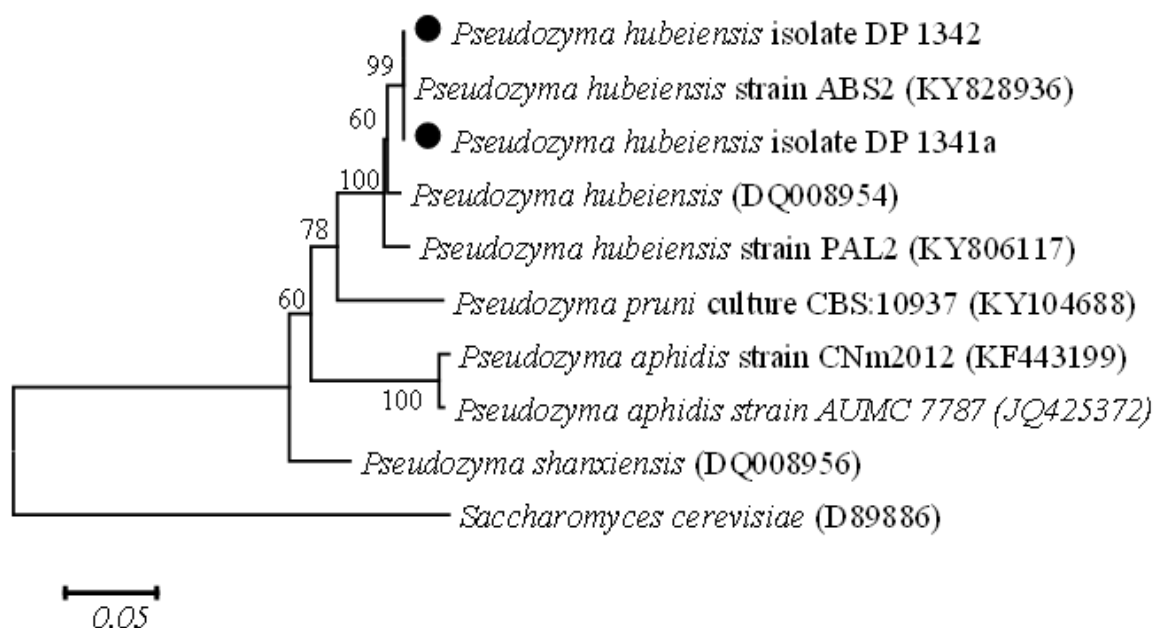 Pseudozyma hubeiensis isolate DP 1342
99
Pseudozyma hubeiensis strain ABS2 (KY828936)
60
Pseudozyma hubeiensis isolate DP 1341a
100
Pseudozyma hubeiensis (DQ008954)
78
Pseudozyma hubeiensis strain PAL2 (KY806117)
60
Pseudozyma pruni culture CBS:10937 (KY104688)
Pseudozyma aphidis strain CNm2012 (KF443199)
100
Pseudozyma aphidis strain AUMC 7787 (JQ425372)
Pseudozyma shanxiensis (DQ008956)
Saccharomyces cerevisiae (D89886)
0.05